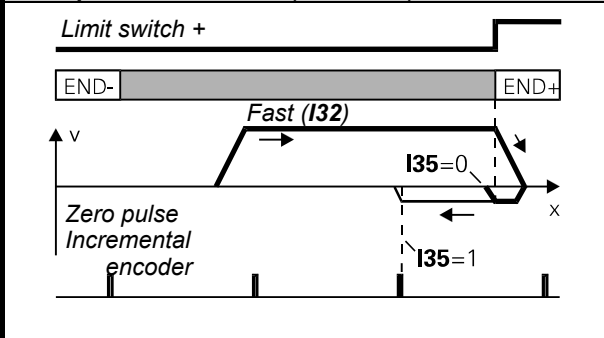 Limit switch +
END-
END+
Fast (I32)
v
I35=0
x
Zero pulse
Incremental
encoder
I35=1